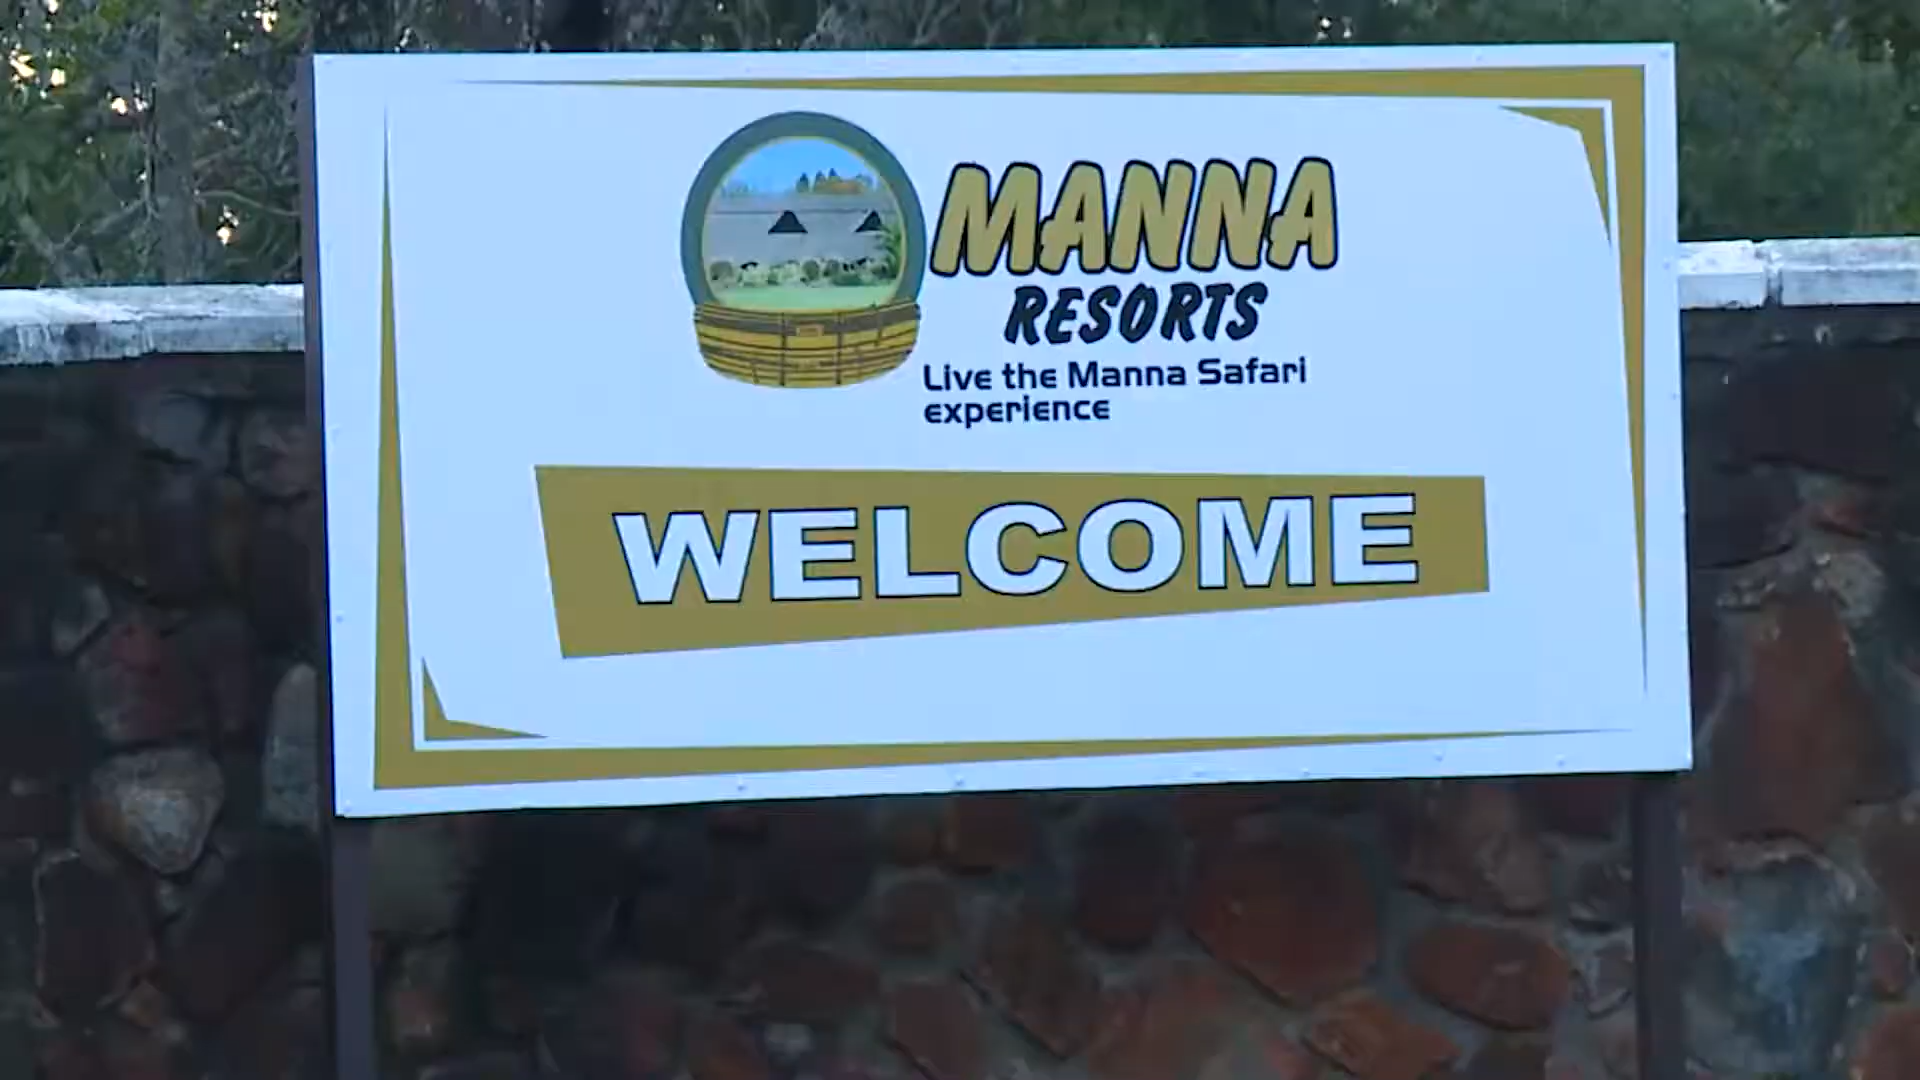 MANNA
RESORTS
Live the Manna Safari
experience
WELCOME